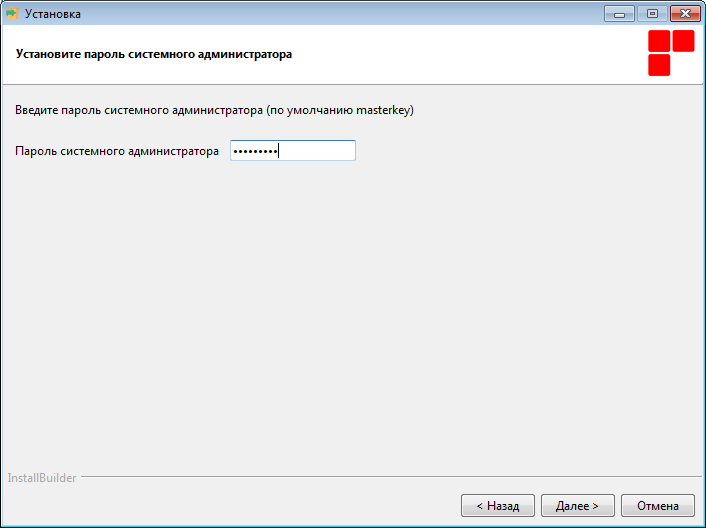 Установка
Установите пароль системного администратора
Введите пароль системного администратора (по умолчанию masterkey)
Пароль системного администратора •••••••••
InstallBuilder
< Назад
Далее >
Отмена